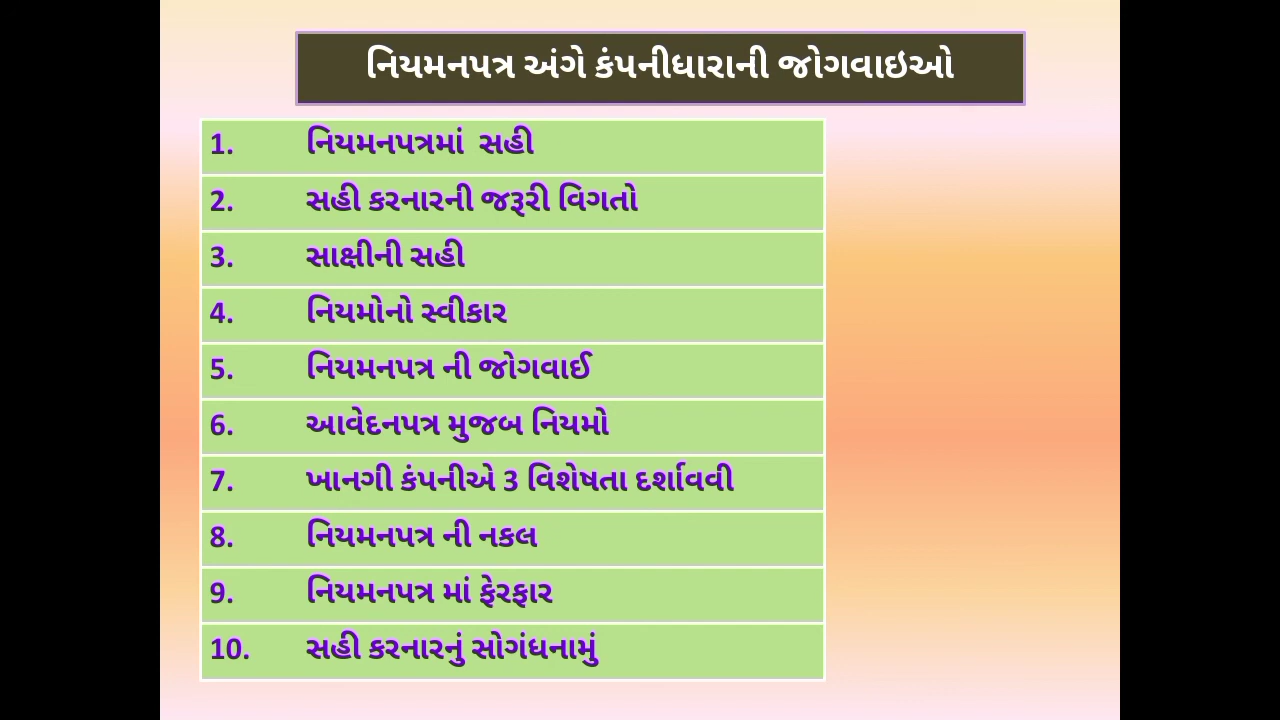 નિયમનપત્ર અંગે કંપનીધારાની જોગવાઇઓ
1. નિયમનપત્રમાં સહી
2. સહી કરનારની જરૂરી વિગતો
3. સાક્ષીની સહી
4. નિયમોનો સ્વીકાર
5. નિયમનપત્ર ની જોગવાઈ
6. આવેદનપત્ર મુજબ નિયમો
7. ખાનગી કંપનીએ 3 વિશેષતા દર્શાવવી
8. નિયમનપત્ર ની નકલ
9. નિયમનપત્ર માં ફેરફાર
10. સહી કરનારનું સોગંધનામું